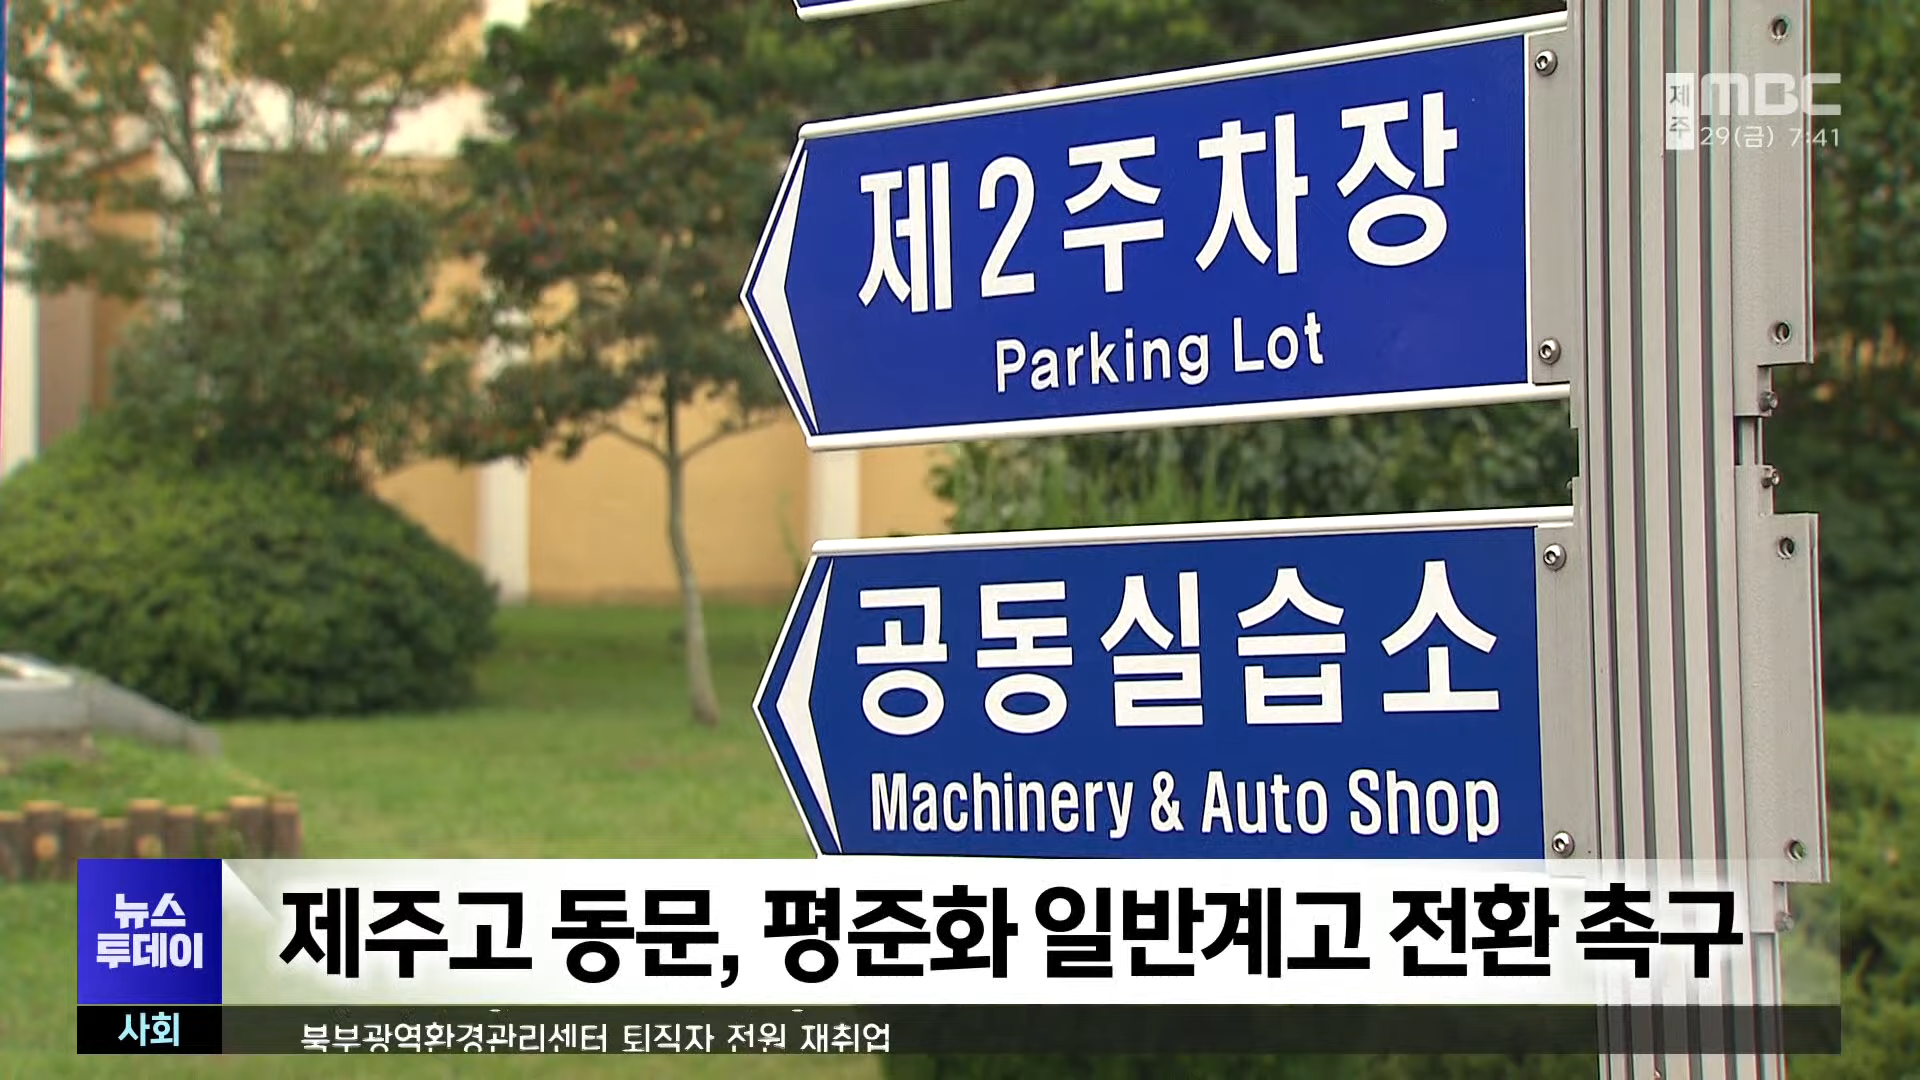 제주 MBC
29(금) 7:41
제2주차장
Parking Lot
공동실습소
Machinery & Auto Shop
뉴스
투데이
제주고 동문, 평준화 일반계고 전환 촉구
사회
북부광역환경관리센터 퇴직자 전원 재취업